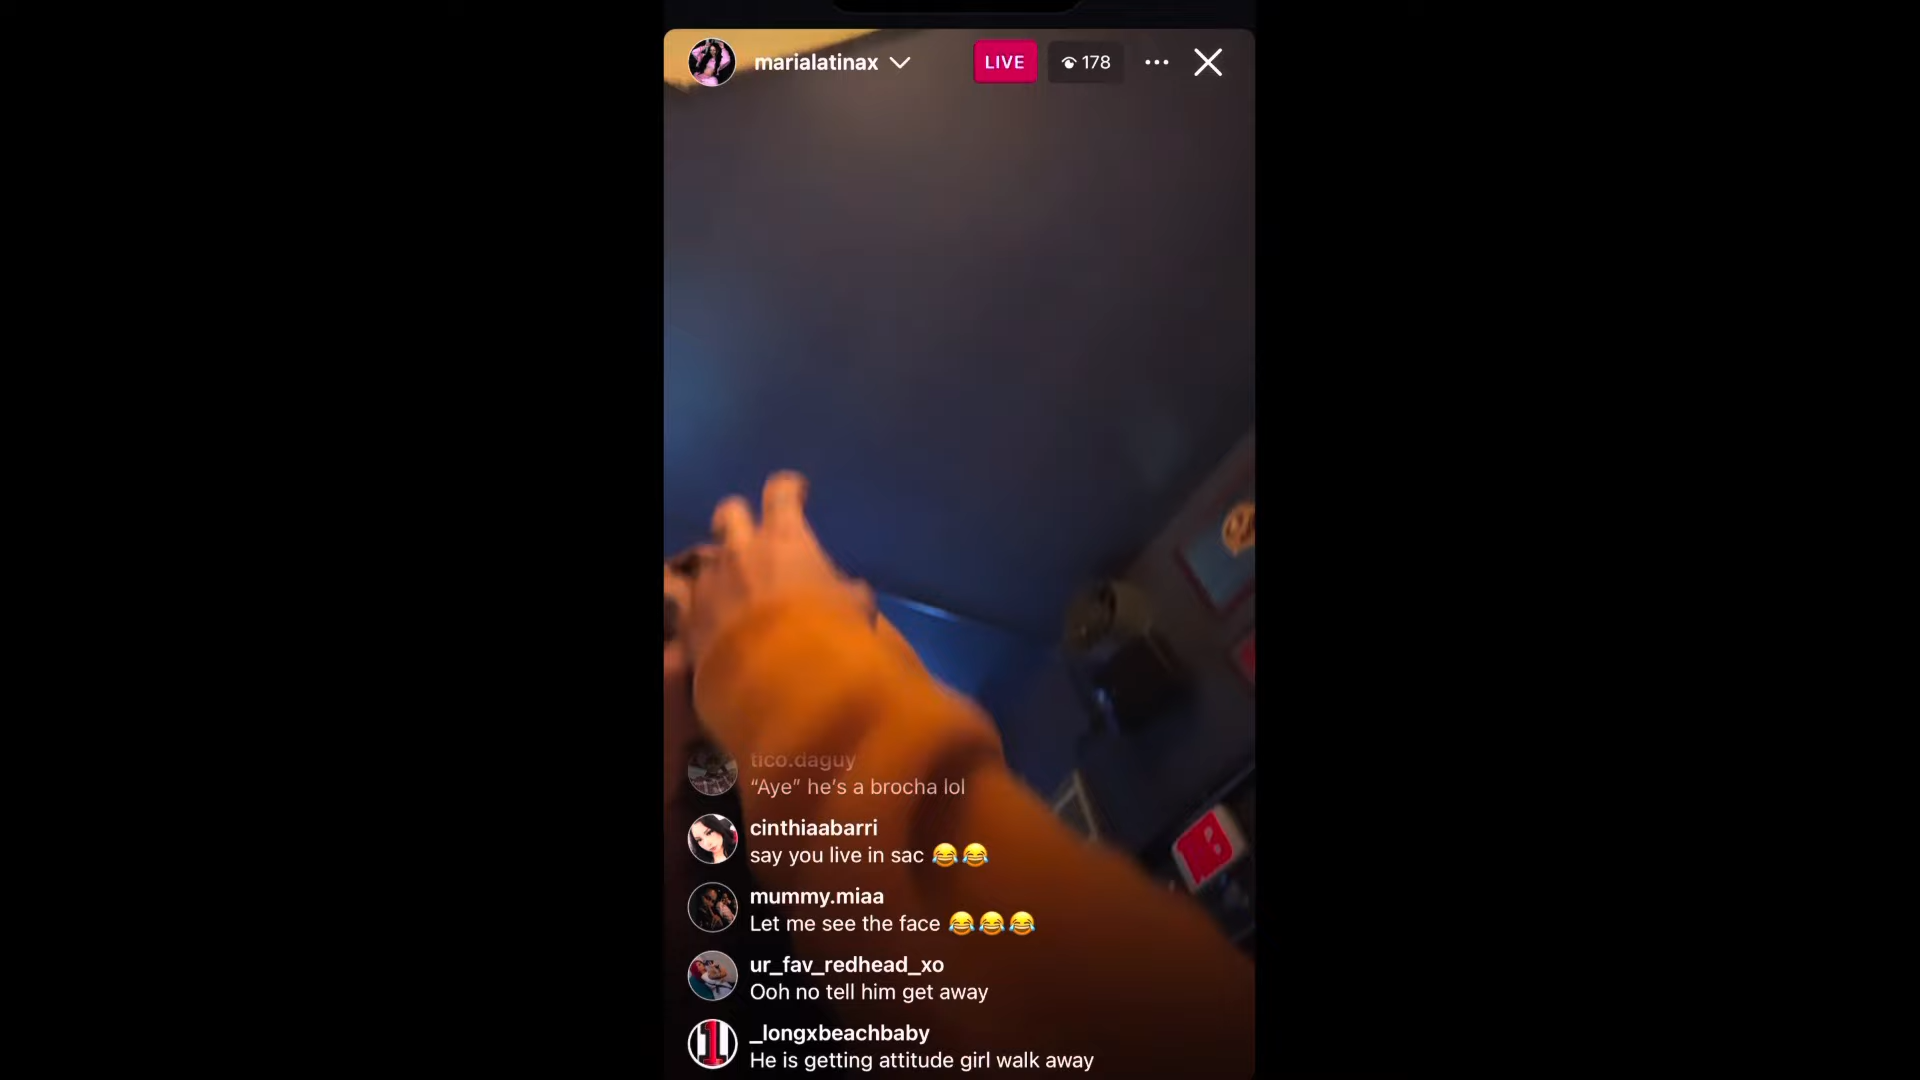 marialatinax
LIVE
178
tico.daguy
“Aye” he’s a brocha lol
cinthiaabarri
say you live in sac 😂😂
mummy.miaa
Let me see the face 😂😂😂
ur_fav_redhead_xo
Ooh no tell him get away
_longxbeachbaby
He is getting attitude girl walk away